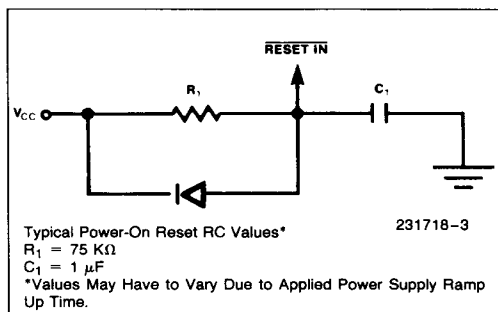 RESET IN
R₁
C₁
VCC
231718-3
Typical Power-On Reset RC Values*
R₁ = 75 KΩ
C₁ = 1 μF
*Values May Have to Vary Due to Applied Power Supply Ramp
Up Time.